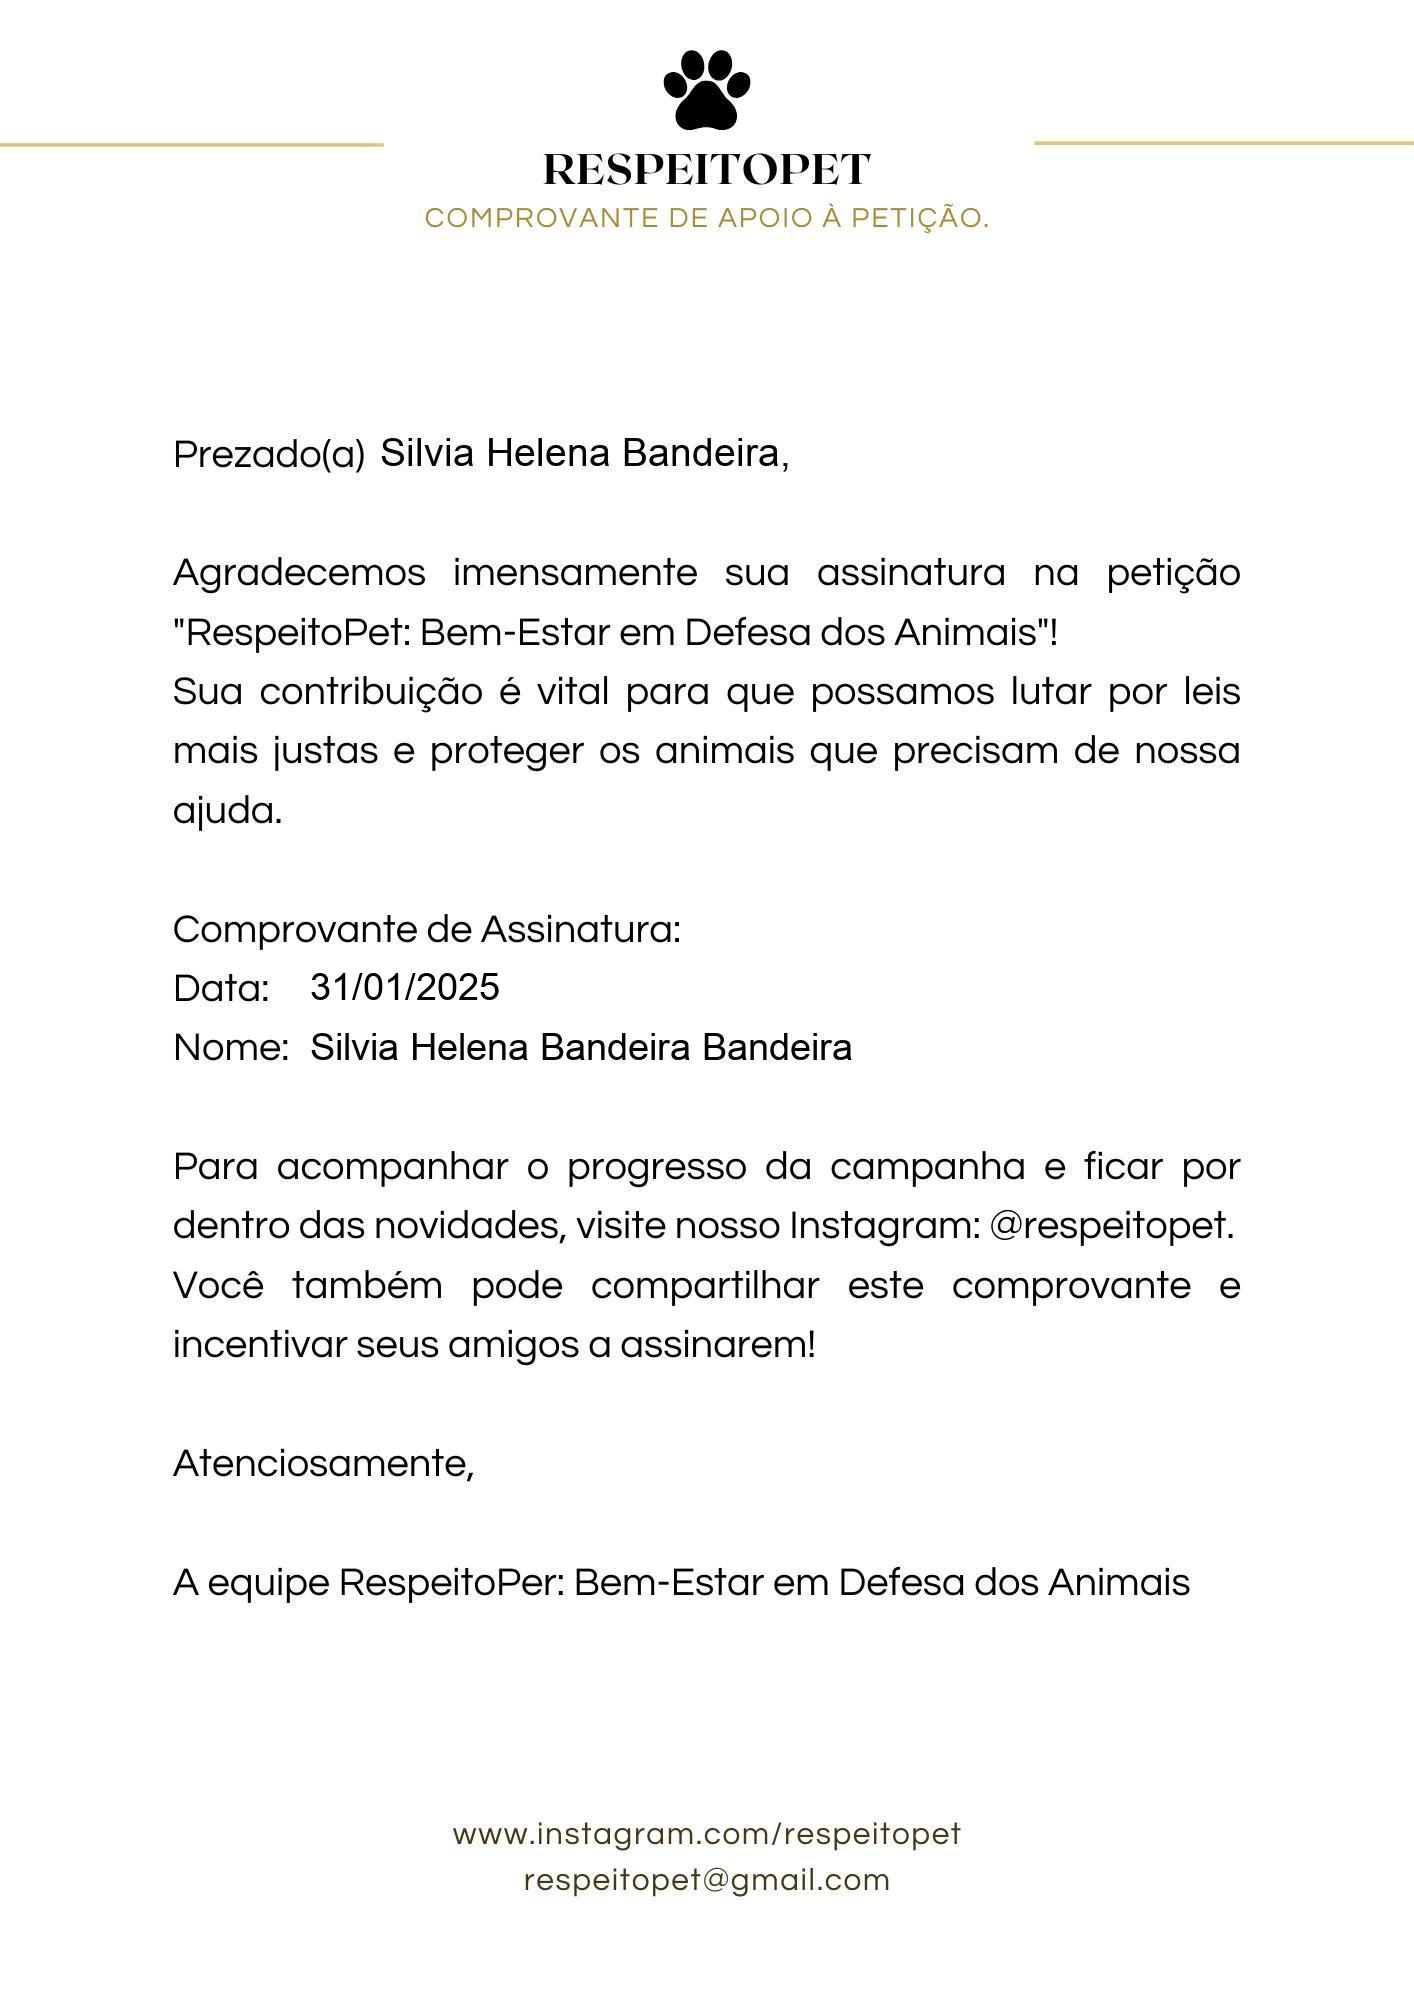 RESPEITOPET
COMPROVANTE DE APOIO À PETIÇÃO.
Prezado(a) Silvia Helena Bandeira,
Agradecemos imensamente sua assinatura na petição
"RespeitoPet: Bem-Estar em Defesa dos Animais"!
Sua contribuição é vital para que possamos lutar por leis
mais justas e proteger os animais que precisam de nossa
ajuda.
Comprovante de Assinatura:
Data: 31/01/2025
Nome: Silvia Helena Bandeira Bandeira
Para acompanhar o progresso da campanha e ficar por
dentro das novidades, visite nosso Instagram: @respeitopet.
Você também pode compartilhar este comprovante e
incentivar seus amigos a assinarem!
Atenciosamente,
A equipe RespeitoPer: Bem-Estar em Defesa dos Animais
www.instagram.com/respeitopet
respeitopet@gmail.com